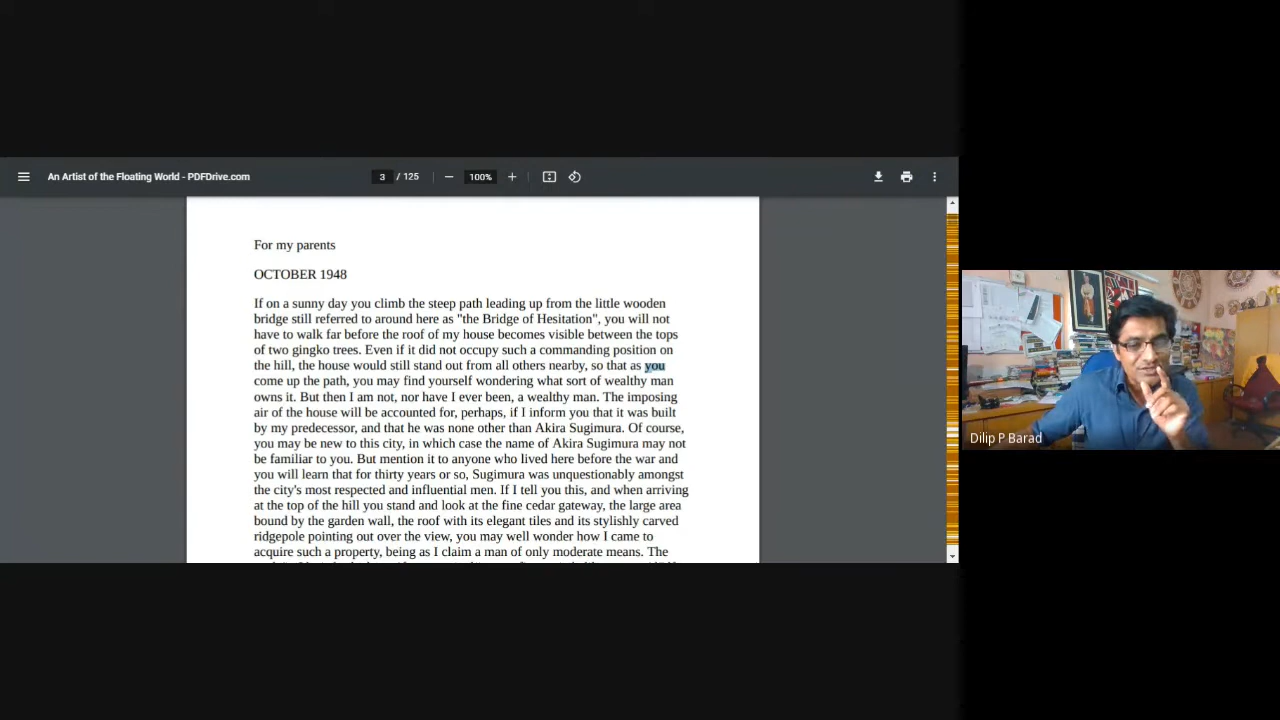 An Artist of the Floating World - PDFDrive.com
3 / 125
100%
For my parents
OCTOBER 1948
If on a sunny day you climb the steep path leading up from the little wooden
bridge still referred to around here as "the Bridge of Hesitation", you will not
have to walk far before the roof of my house becomes visible between the tops
of two gingko trees. Even if it did not occupy such a commanding position on
the hill, the house would still stand out from all others nearby, so that as you
come up the path, you may find yourself wondering what sort of wealthy man
owns it. But then I am not, nor have I ever been, a wealthy man. The imposing
air of the house will be accounted for, perhaps, if I inform you that it was built
by my predecessor, and that he was none other than Akira Sugimura. Of course,
you may be new to this city, in which case the name of Akira Sugimura may not
be familiar to you. But mention it to anyone who lived here before the war and
you will learn that for thirty years or so, Sugimura was unquestionably amongst
the city's most respected and influential men. If I tell you this, and when arriving
at the top of the hill you stand and look at the fine cedar gateway, the large area
bound by the garden wall, the roof with its elegant tiles and its stylishly carved
ridgepole pointing out over the view, you may well wonder how I came to
acquire such a property, being as I claim a man of only moderate means. The
Dilip P Barad